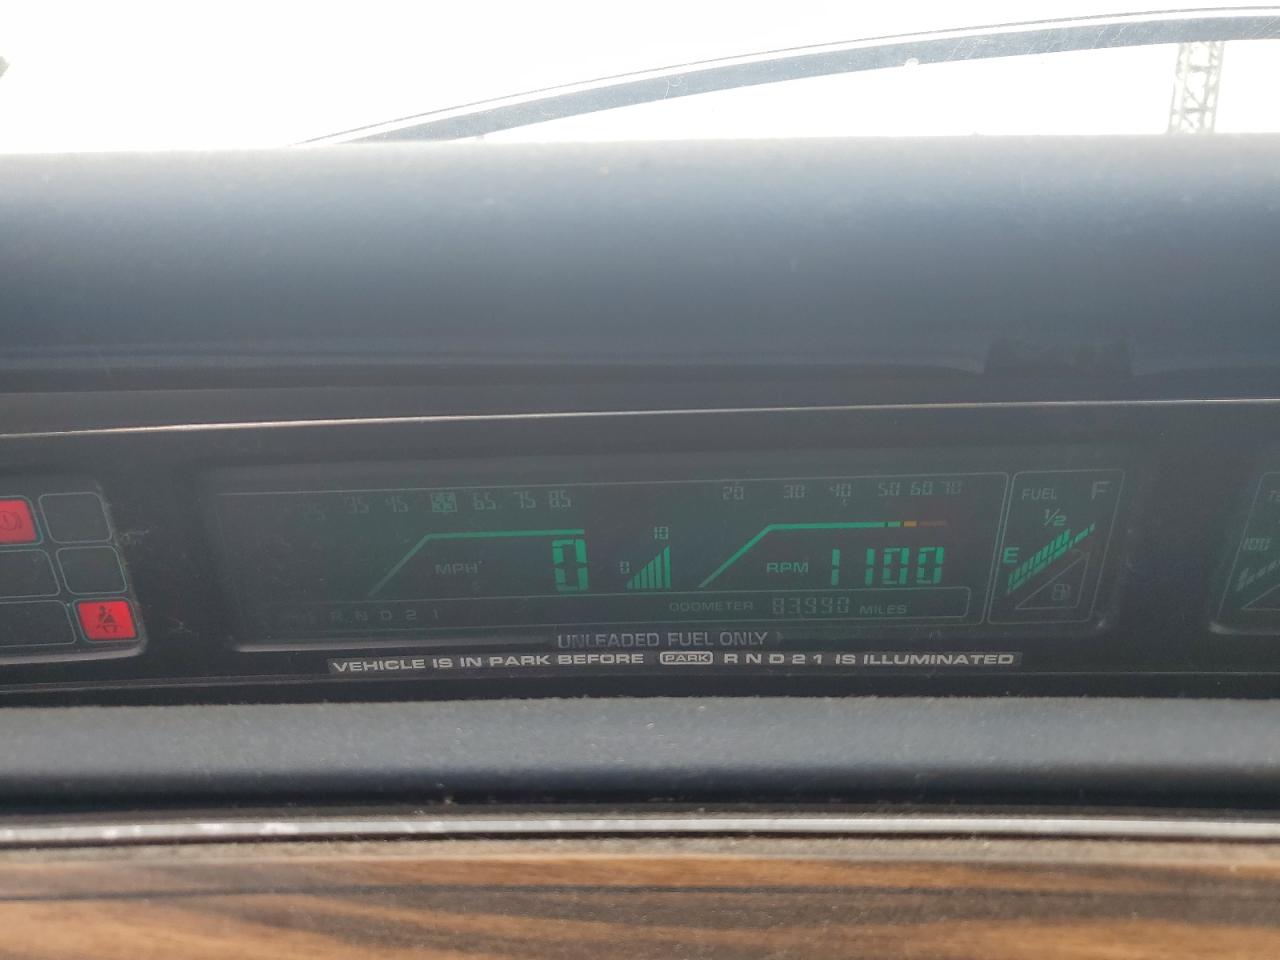 35 45 55 65 75 85
20 30 40 50 60 70
FUEL F
1/2
E
10
0
MPH 0
RPM 1100
100
R N D 2 1
ODOMETER 83990 MILES
UNLEADED FUEL ONLY
VEHICLE IS IN PARK BEFORE PARK R N D 2 1 IS ILLUMINATED